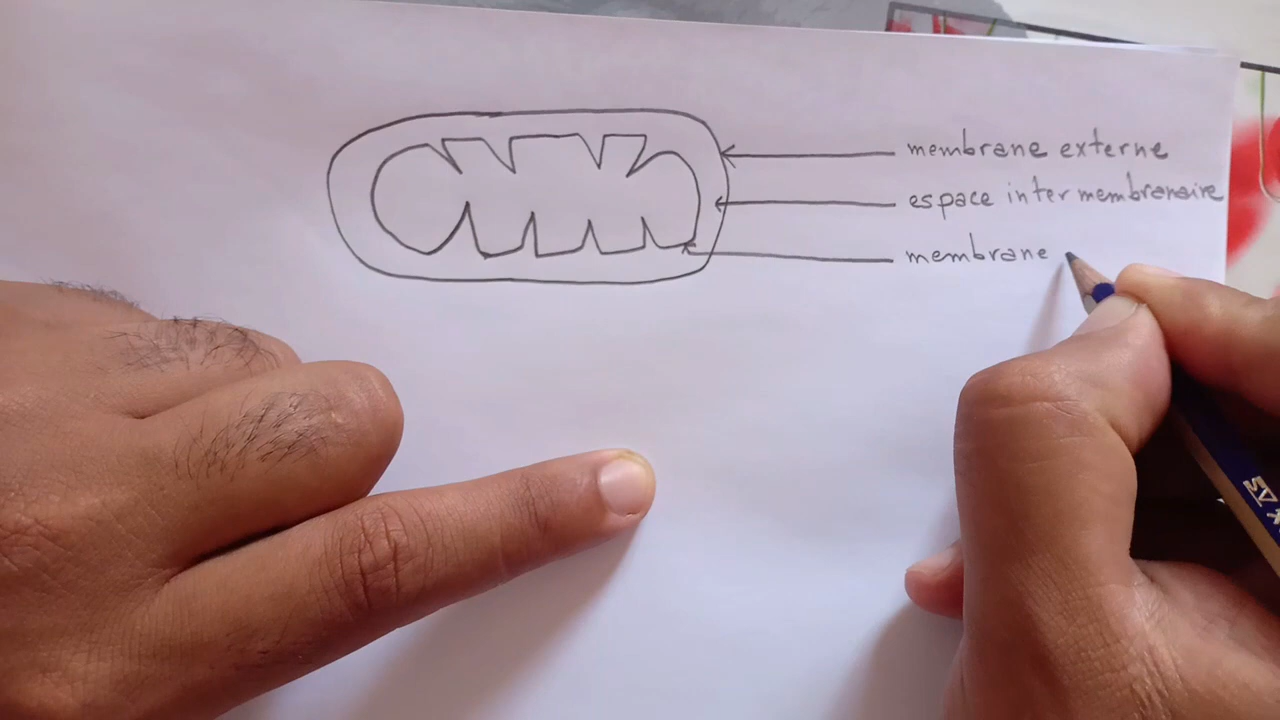 membrane externe
espace inter membranaire
membrane